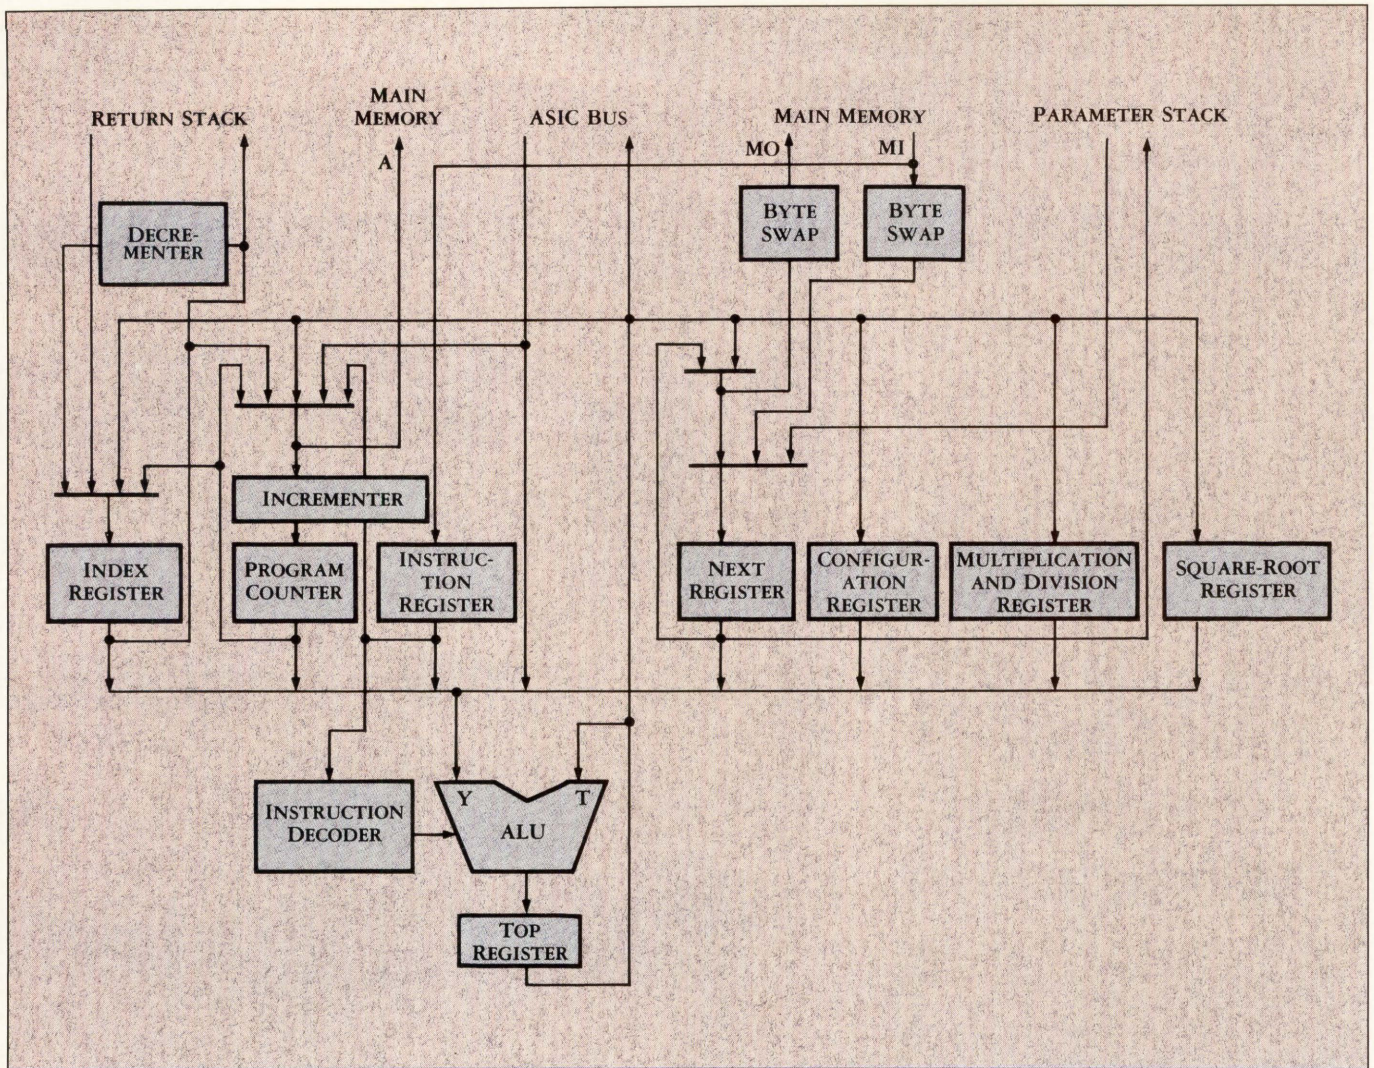 RETURN STACK
MAIN
MEMORY
A
ASIC BUS
MAIN MEMORY
MO
MI
PARAMETER STACK
DECRE-
MENTER
BYTE
SWAP
BYTE
SWAP
INCREMENTER
INDEX
REGISTER
PROGRAM
COUNTER
INSTRUC-
TION
REGISTER
NEXT
REGISTER
CONFIGUR-
ATION
REGISTER
MULTIPLICATION
AND DIVISION
REGISTER
SQUARE-ROOT
REGISTER
INSTRUCTION
DECODER
Y
T
ALU
TOP
REGISTER